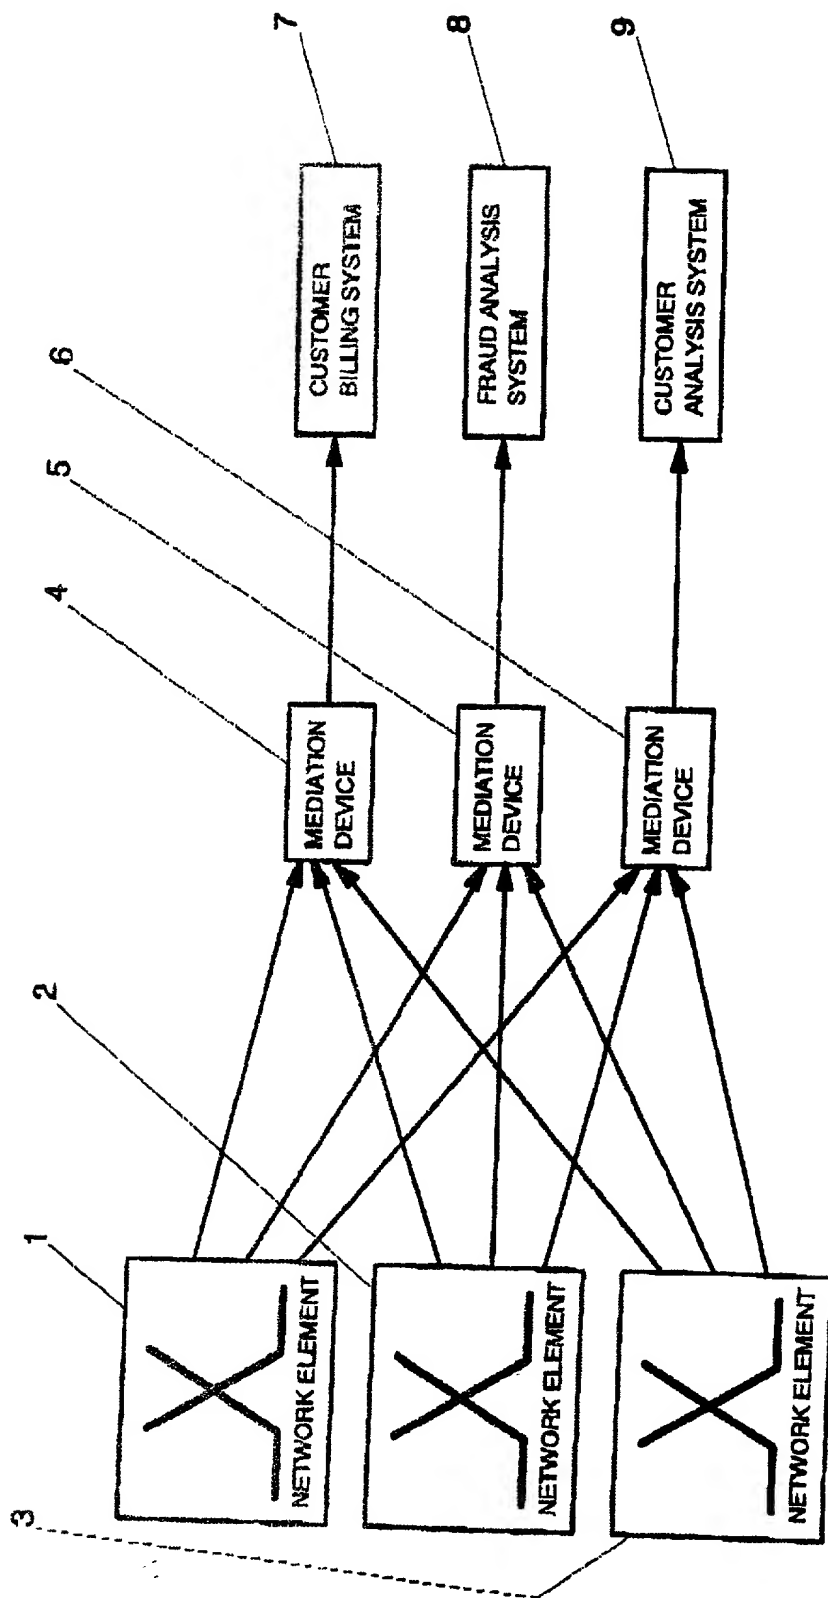 1
2
3
NETWORK ELEMENT
NETWORK ELEMENT
NETWORK ELEMENT
4
5
6
MEDIATION
DEVICE
MEDIATION
DEVICE
MEDIATION
DEVICE
7
8
9
CUSTOMER
BILLING SYSTEM
FRAUD ANALYSIS
SYSTEM
CUSTOMER
ANALYSIS SYSTEM